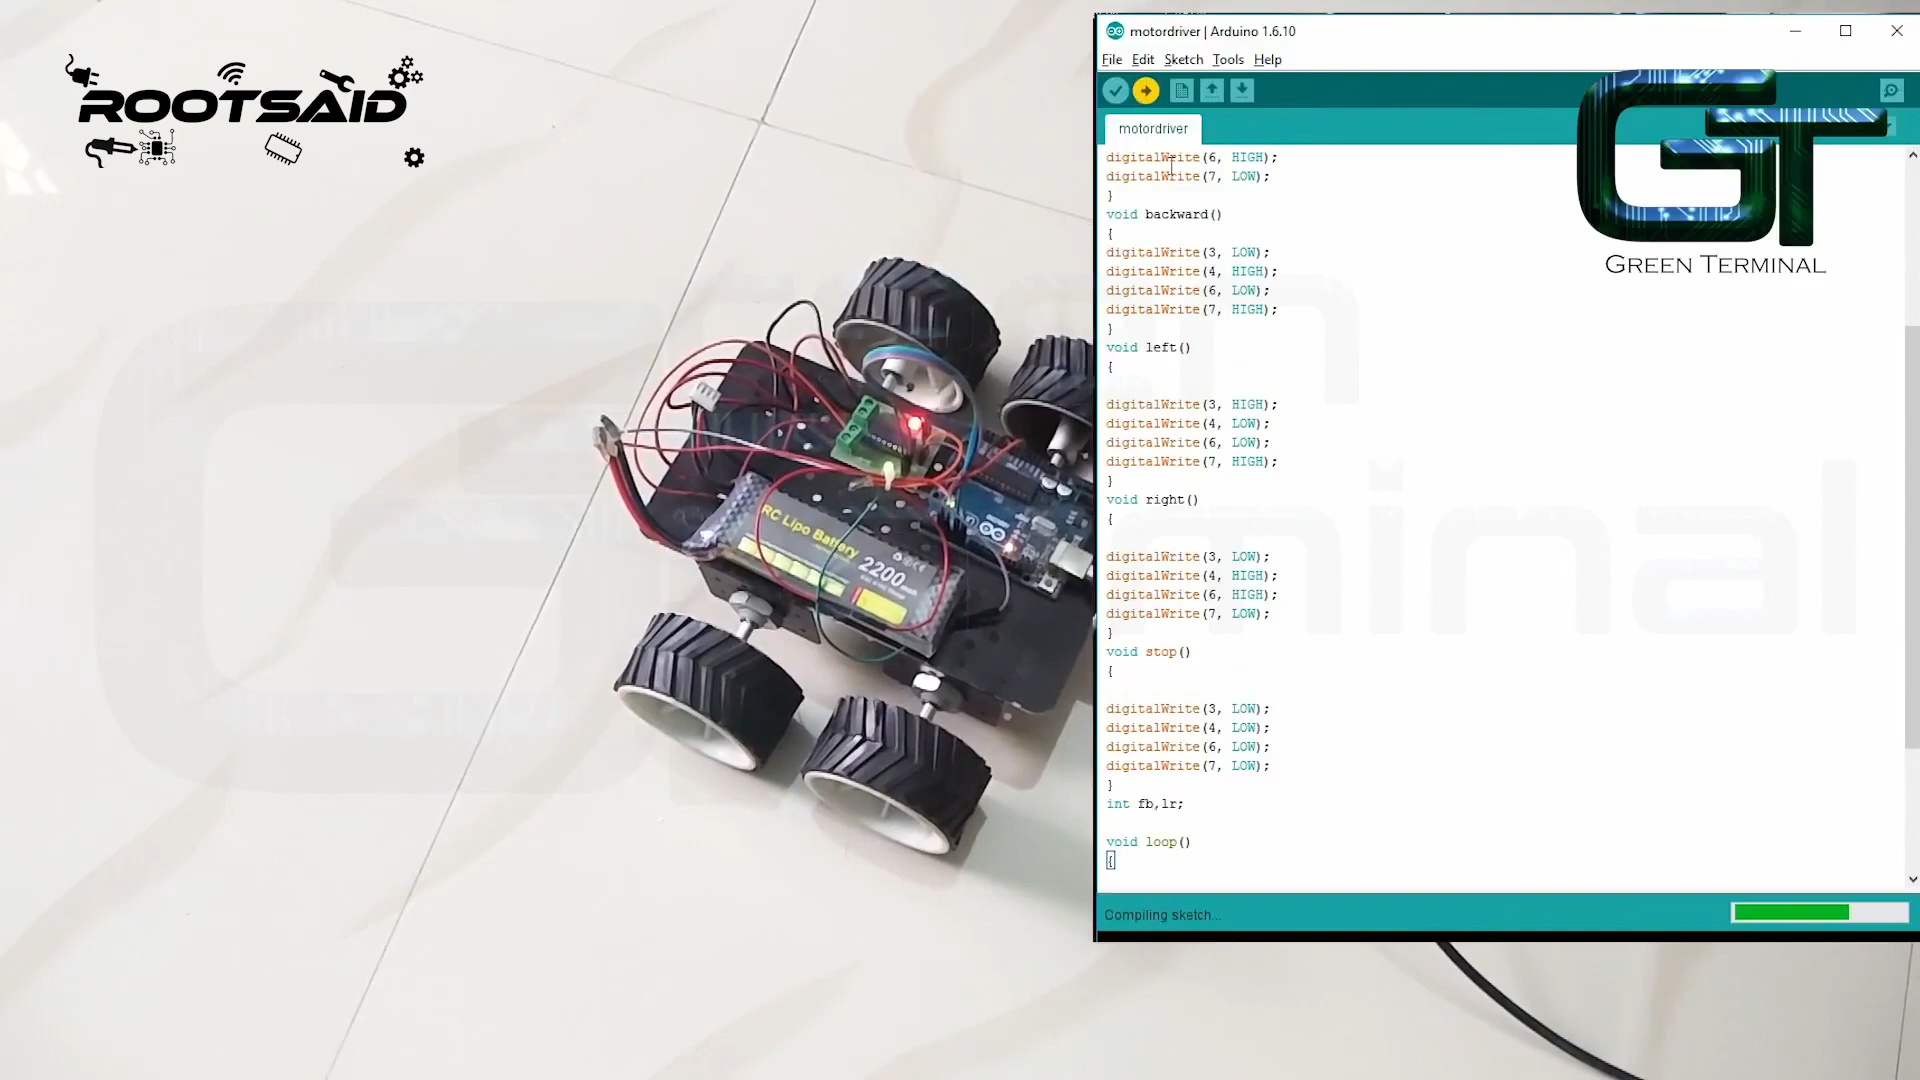 ROOTSAID
motordriver | Arduino 1.6.10
File Edit Sketch Tools Help
motordriver
digitalWrite(6, HIGH);
digitalWrite(7, LOW);
}
void backward()
{
digitalWrite(3, LOW);
digitalWrite(4, HIGH);
digitalWrite(6, LOW);
digitalWrite(7, HIGH);
}
void left()
{
digitalWrite(3, HIGH);
digitalWrite(4, LOW);
digitalWrite(6, LOW);
digitalWrite(7, HIGH);
}
void right()
{
digitalWrite(3, LOW);
digitalWrite(4, HIGH);
digitalWrite(6, HIGH);
digitalWrite(7, LOW);
}
void stop()
{
digitalWrite(3, LOW);
digitalWrite(4, LOW);
digitalWrite(6, LOW);
digitalWrite(7, LOW);
}
int fb,lr;
void loop()
{
Compiling sketch...
GT
GREEN TERMINAL
RC Lipo Battery
2200